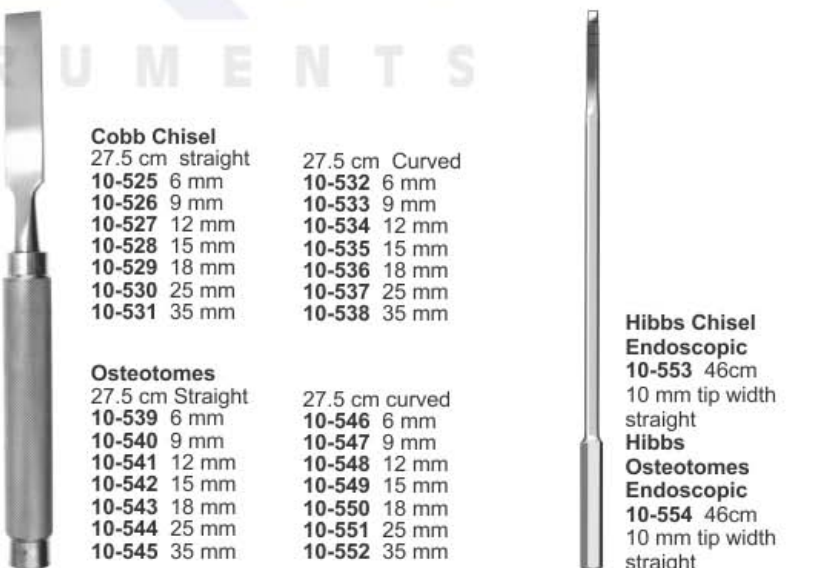 RUMENTS
Cobb Chisel
27.5 cm straight
10-525 6 mm
10-526 9 mm
10-527 12 mm
10-528 15 mm
10-529 18 mm
10-530 25 mm
10-531 35 mm
27.5 cm Curved
10-532 6 mm
10-533 9 mm
10-534 12 mm
10-535 15 mm
10-536 18 mm
10-537 25 mm
10-538 35 mm
Osteotomes
27.5 cm Straight
10-539 6 mm
10-540 9 mm
10-541 12 mm
10-542 15 mm
10-543 18 mm
10-544 25 mm
10-545 35 mm
27.5 cm curved
10-546 6 mm
10-547 9 mm
10-548 12 mm
10-549 15 mm
10-550 18 mm
10-551 25 mm
10-552 35 mm
Hibbs Chisel
Endoscopic
10-553 46cm
10 mm tip width
straight
Hibbs
Osteotomes
Endoscopic
10-554 46cm
10 mm tip width
straight